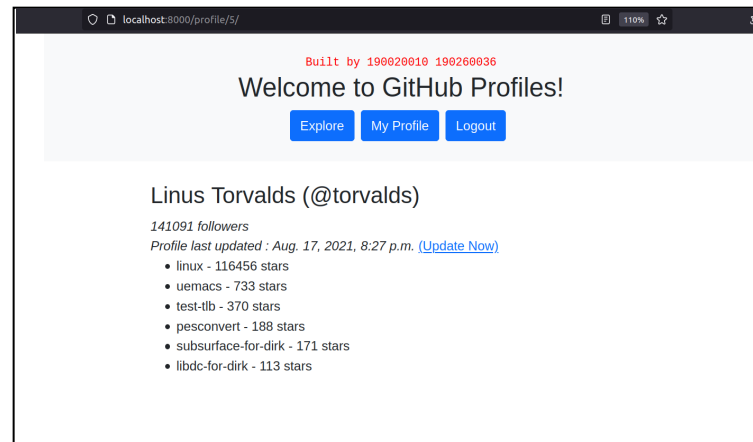 localhost:8000/profile/5/
110%
Built by 190020010 190260036
Welcome to GitHub Profiles!
Explore My Profile Logout
Linus Torvalds (@torvalds)
141091 followers
Profile last updated : Aug. 17, 2021, 8:27 p.m. (Update Now)
linux - 116456 stars
uemacs - 733 stars
test-tlb - 370 stars
pesconvert - 188 stars
subsurface-for-dirk - 171 stars
libdc-for-dirk - 113 stars